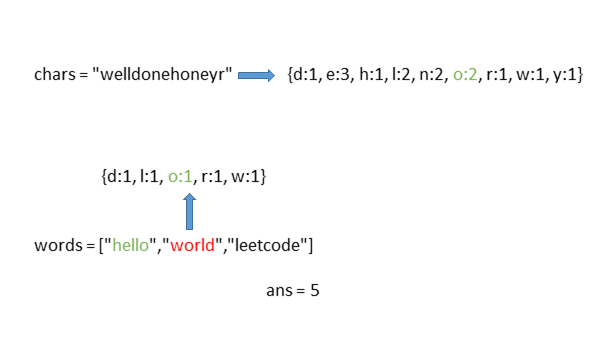 chars = "welldonehoneyr" {d:1, e:3, h:1, l:2, n:2, o:2, r:1, w:1, y:1}
{d:1, l:1, o:1, r:1, w:1}
words = ["hello","world","leetcode"]
ans = 5